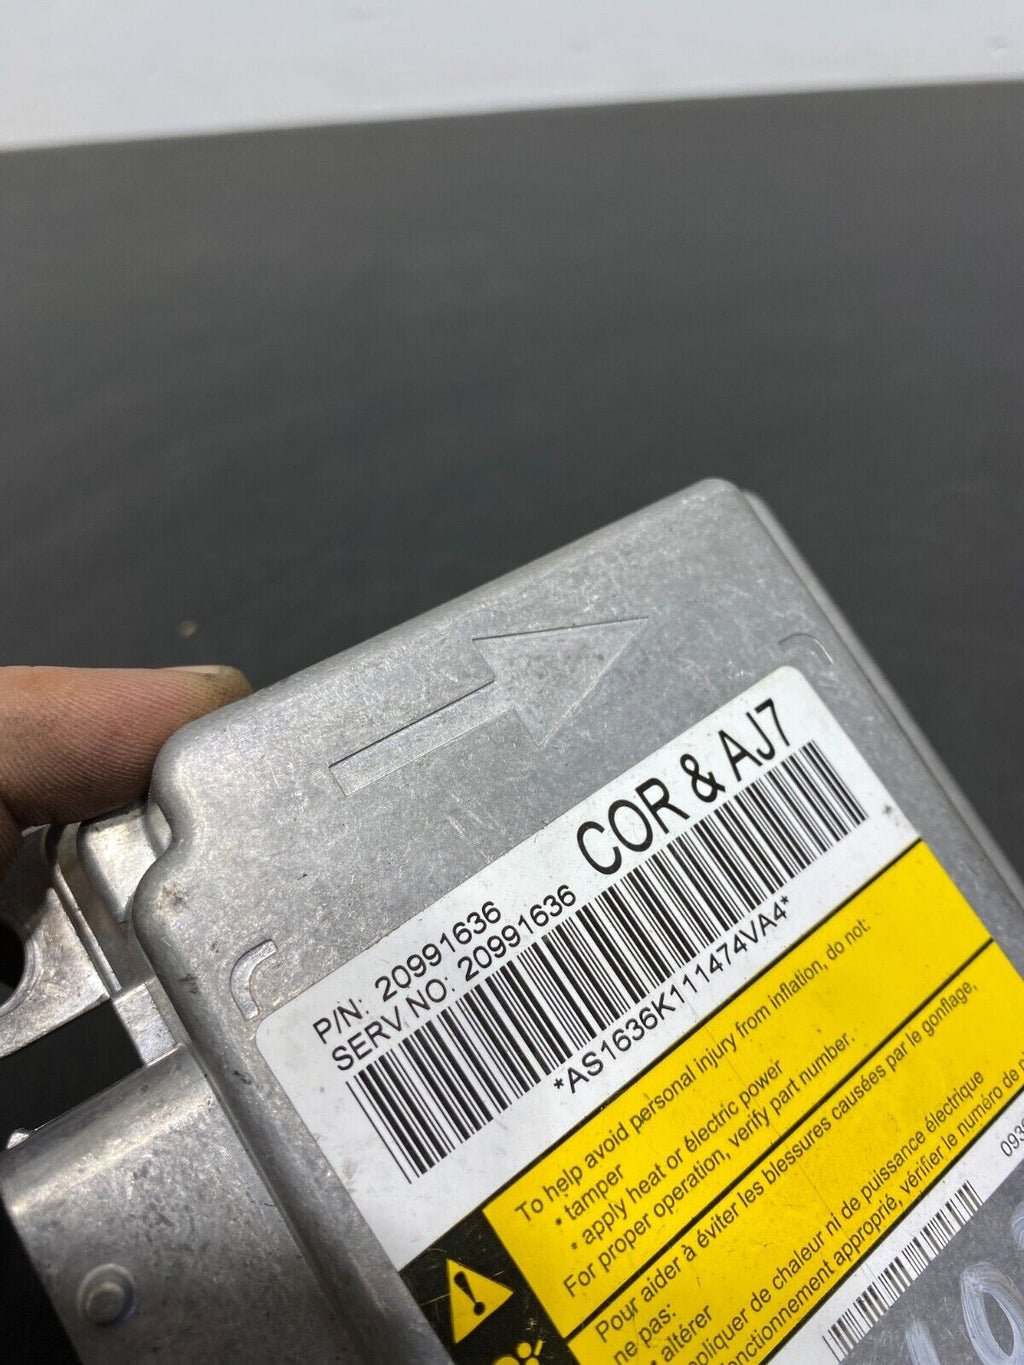 P/N: 20991636
SERV NO: 20991636
COR & AJ7
*AS1636K111474VA4*
To help avoid personal injury from inflation, do not:
• tamper
• apply heat or électric power
For proper operation, verify part number.
Pour aider à éviter les blessures causées par le gonflage,
ne pas:
• altérer
appliquer de chaleur ni de puissance électrique
fonctionnement approprié, vérifier le numéro de